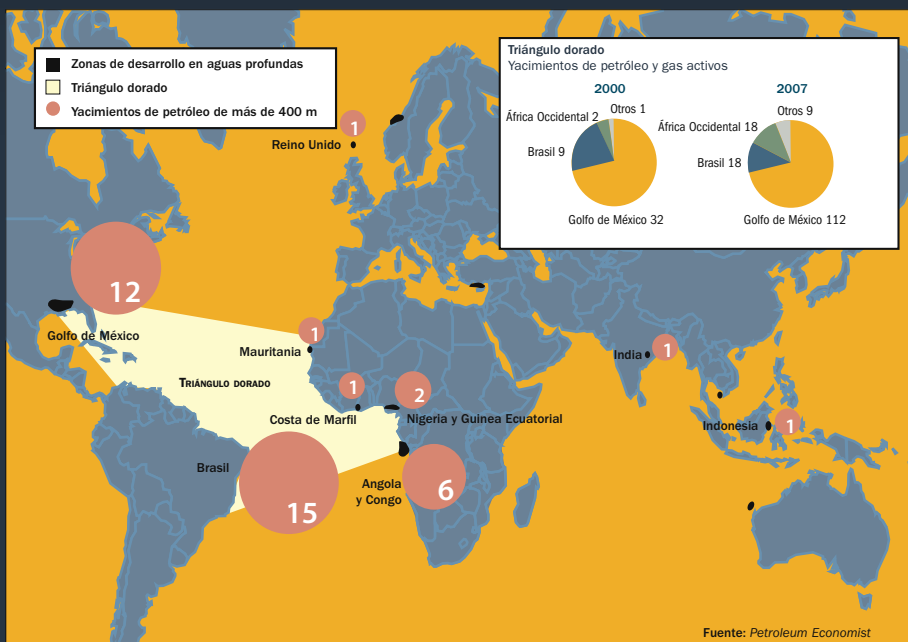 Zonas de desarrollo en aguas profundas
Triángulo dorado
Yacimientos de petróleo de más de 400 m
Triángulo dorado
Yacimientos de petróleo y gas activos
2000
2007
África Occidental 2
Otros 1
Brasil 9
Golfo de México 32
África Occidental 18
Otros 9
Brasil 18
Golfo de México 112
1
Reino Unido
12
Golfo de México
1
Mauritania
TRIÁNGULO DORADO
1
Costa de Marfil
2
Nigeria y Guinea Ecuatorial
India
1
Indonesia
1
Brasil
15
Angola
y Congo
6
Fuente: Petroleum Economist